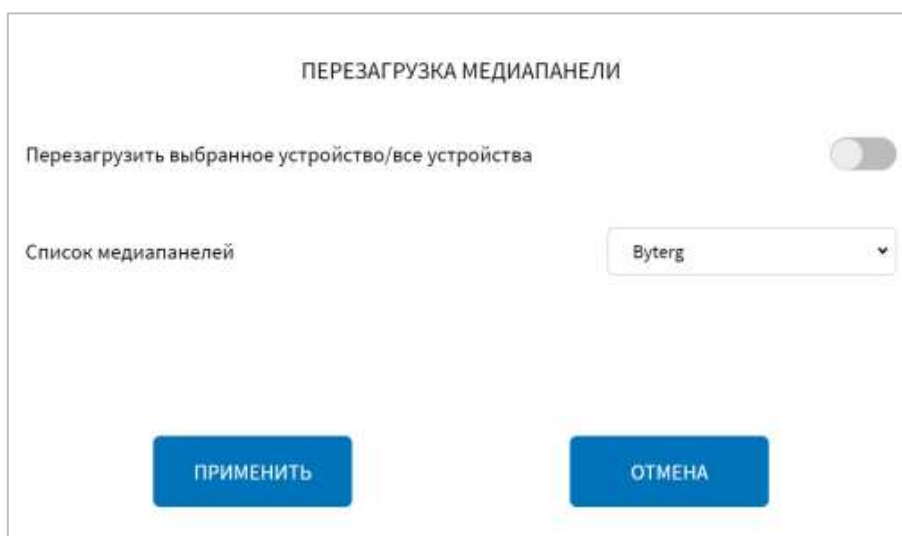 ПЕРЕЗАГРУЗКА МЕДИАПАНЕЛИ
Перезагрузить выбранное устройство/все устройства
Список медиапанелей
Byterg
ПРИМЕНИТЬ
ОТМЕНА